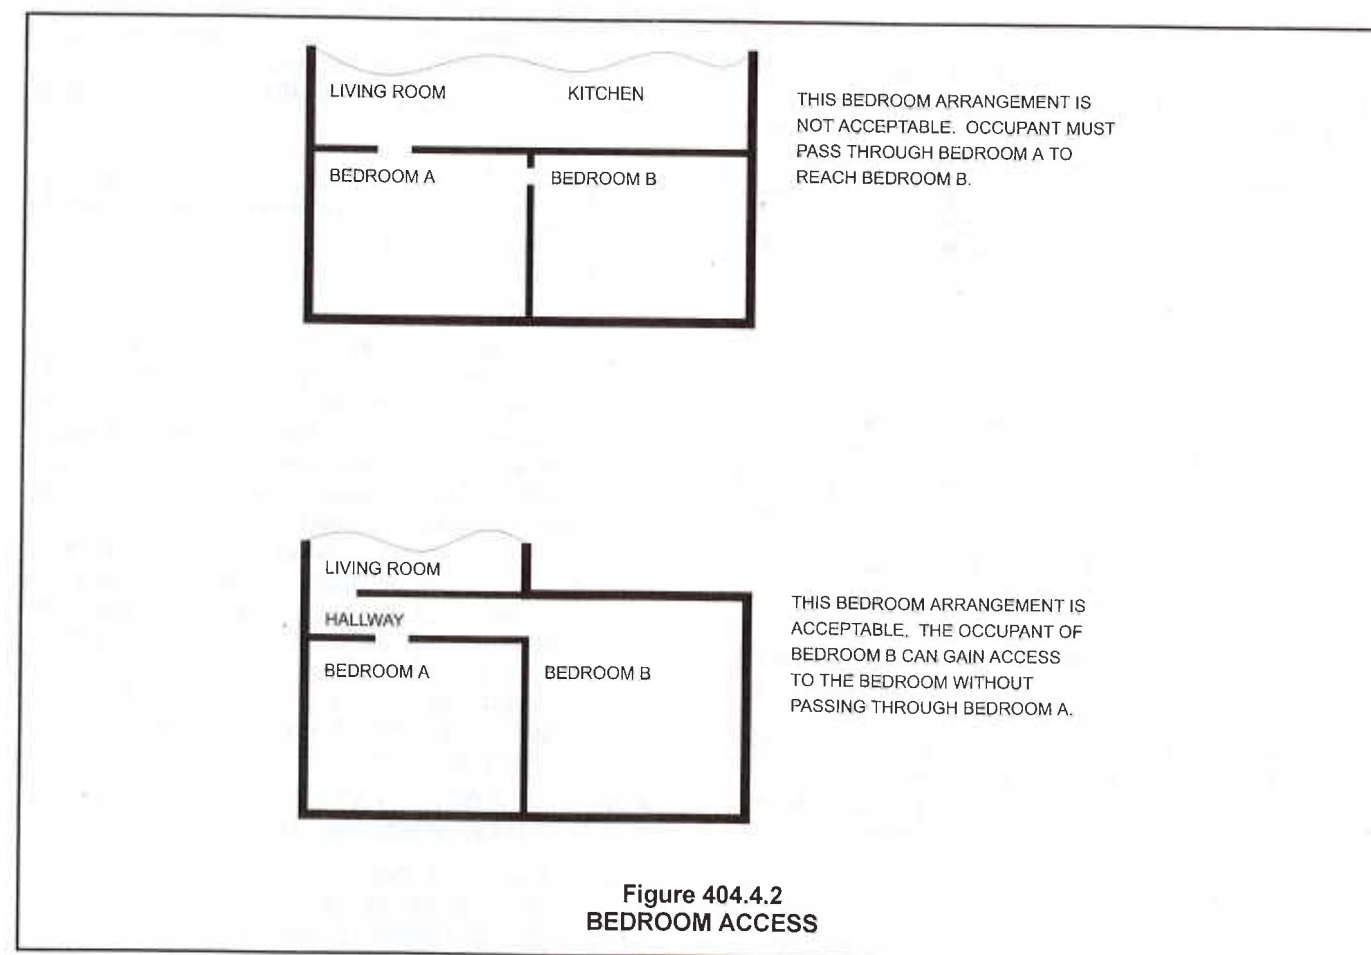 LIVING ROOM
KITCHEN
BEDROOM A
BEDROOM B
THIS BEDROOM ARRANGEMENT IS
NOT ACCEPTABLE. OCCUPANT MUST
PASS THROUGH BEDROOM A TO
REACH BEDROOM B.
LIVING ROOM
HALLWAY
BEDROOM A
BEDROOM B
THIS BEDROOM ARRANGEMENT IS
ACCEPTABLE. THE OCCUPANT OF
BEDROOM B CAN GAIN ACCESS
TO THE BEDROOM WITHOUT
PASSING THROUGH BEDROOM A.
Figure 404.4.2
BEDROOM ACCESS